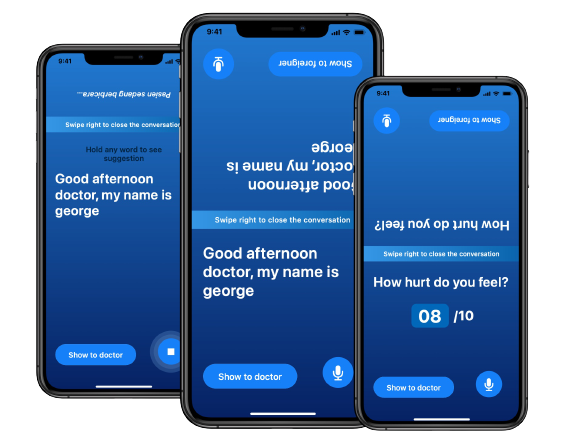 9:41
Pasien sedang berbicara...
Swipe right to close the conversation
Hold any word to see
suggestion
Good afternoon
doctor, my name is
george
Show to doctor
9:41
Show to foreigner
Good afternoon
doctor, my name is
george
Swipe right to close the conversation
Good afternoon
doctor, my name is
george
Show to doctor
9:41
Show to foreigner
How hurt do you feel?
Swipe right to close the conversation
How hurt do you feel?
08 /10
Show to doctor